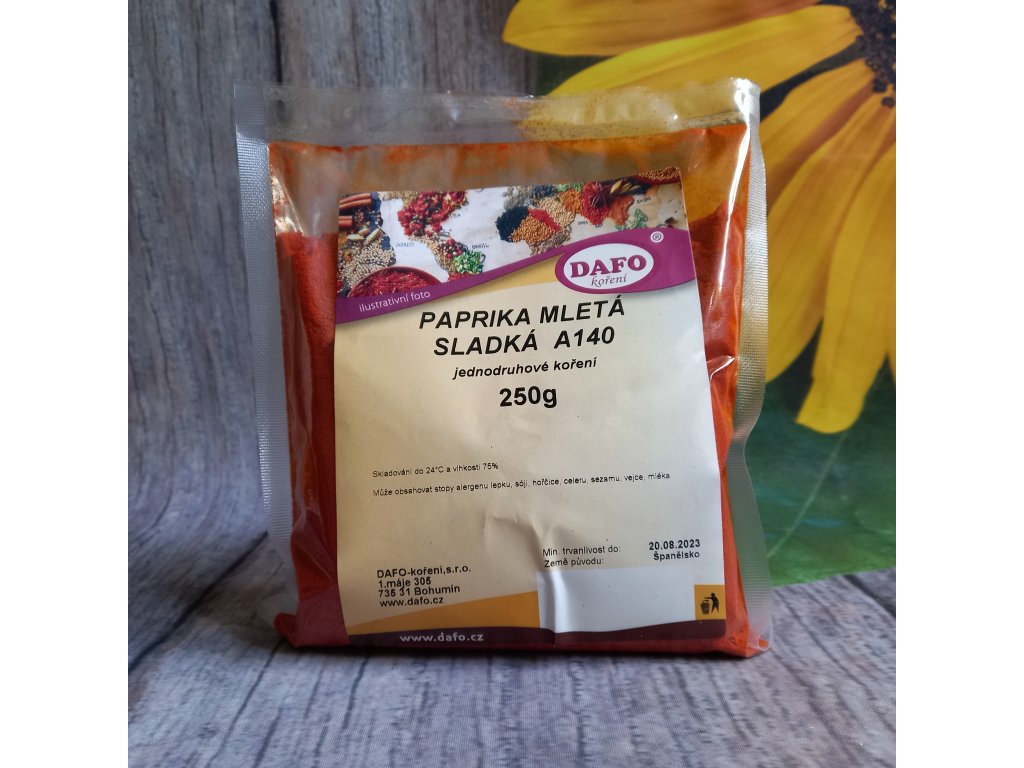 DAFO ®
koření
ilustrativní foto
PAPRIKA MLETÁ
SLADKÁ A140
jednodruhové koření
250g
Skladování do 24°C a vlhkosti 75%
Může obsahovat stopy alergenu lepku, sóji, hořčice, celeru, sezamu, vejce, mléka
Min. trvanlivost do: 20.08.2023
Země původu: Španělsko
DAFO-koření,s.r.o.
1.máje 305
735 31 Bohumín
www.dafo.cz
www.dafo.cz